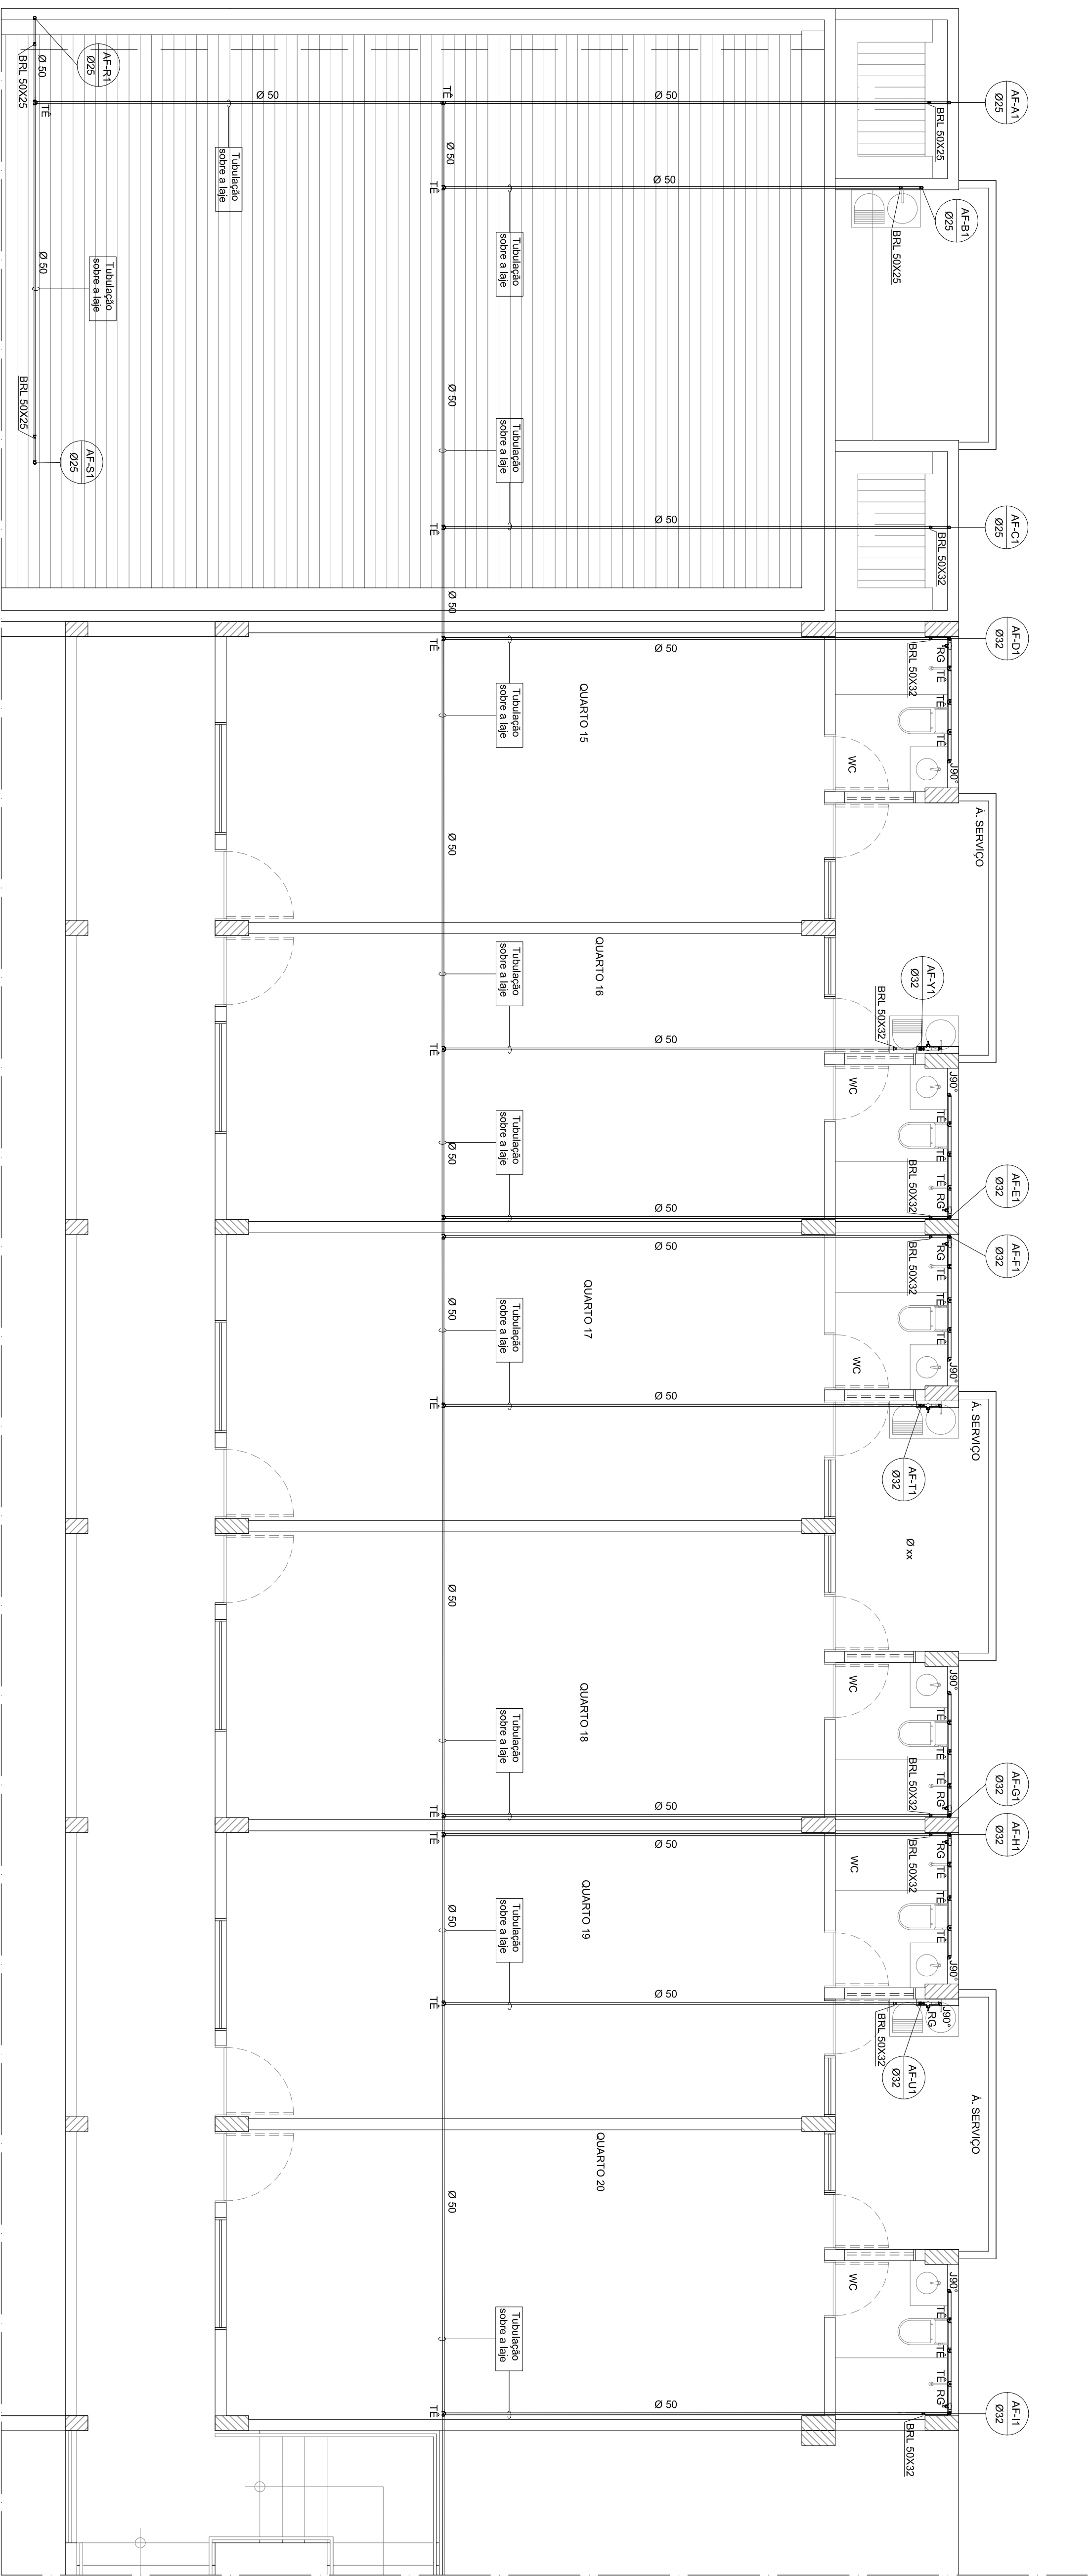 AF-A1
Ø25
AF-B1
Ø25
AF-C1
Ø25
AF-D1
Ø32
AF-E1
Ø32
AF-F1
Ø32
AF-G1
Ø32
AF-H1
Ø32
AF-I1
Ø32
Á. SERVIÇO
Á. SERVIÇO
Á. SERVIÇO
BRL 50X25
BRL 50X25
BRL 50X32
RG TÊ TÊ TÊ J90°
BRL 50X32
AF-Y1
Ø32
BRL 50X32
J90° TÊ TÊ TÊ RG
BRL 50X32
RG TÊ TÊ TÊ J90°
BRL 50X32
AF-T1
Ø32
Ø xx
J90° TÊ TÊ TÊ RG
BRL 50X32
RG TÊ TÊ TÊ J90°
BRL 50X32
J90°
RG
AF-U1
Ø32
BRL 50X32
J90° TÊ TÊ TÊ RG
BRL 50X32
WC
WC
WC
WC
WC
WC
Ø 50
Ø 50
Ø 50
Ø 50
Ø 50
Ø 50
Ø 50
Ø 50
Ø 50
Ø 50
Ø 50
Ø 50
QUARTO 15
QUARTO 16
QUARTO 17
QUARTO 18
QUARTO 19
QUARTO 20
Tubulação
sobre a laje
Tubulação
sobre a laje
Tubulação
sobre a laje
Tubulação
sobre a laje
Tubulação
sobre a laje
Tubulação
sobre a laje
Tubulação
sobre a laje
Tubulação
sobre a laje
Tubulação
sobre a laje
TÊ
Ø 50
Ø 50
Ø 50
Ø 50
Ø 50
Ø 50
Ø 50
Ø 50
Ø 50
TÊ
TÊ
TÊ
TÊ
TÊ
TÊ
TÊ
TÊ
Ø 50
Tubulação
sobre a laje
AF-R1
Ø25
Tubulação
sobre a laje
AF-S1
Ø25
Ø 50
TÊ
Ø 50
BRL 50X25
BRL 50X25